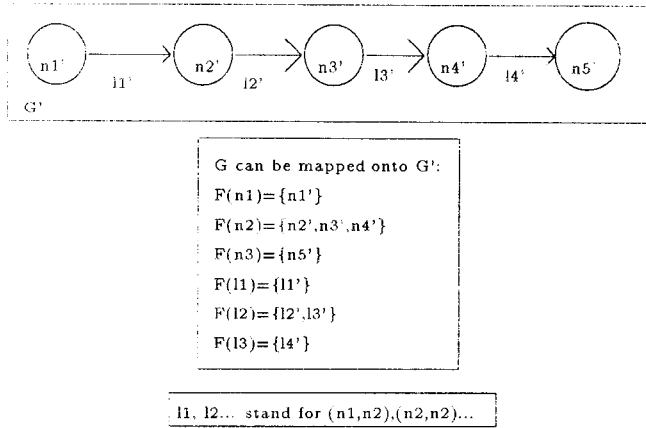 n1' n2' n3' n4' n5'
l1' l2' l3' l4'
G'
G can be mapped onto G':
F(n1)={n1'}
F(n2)={n2',n3',n4'}
F(n3)={n5'}
F(l1)={l1'}
F(l2)={l2',l3'}
F(l3)={l4'}
l1, l2... stand for (n1,n2),(n2,n2)...